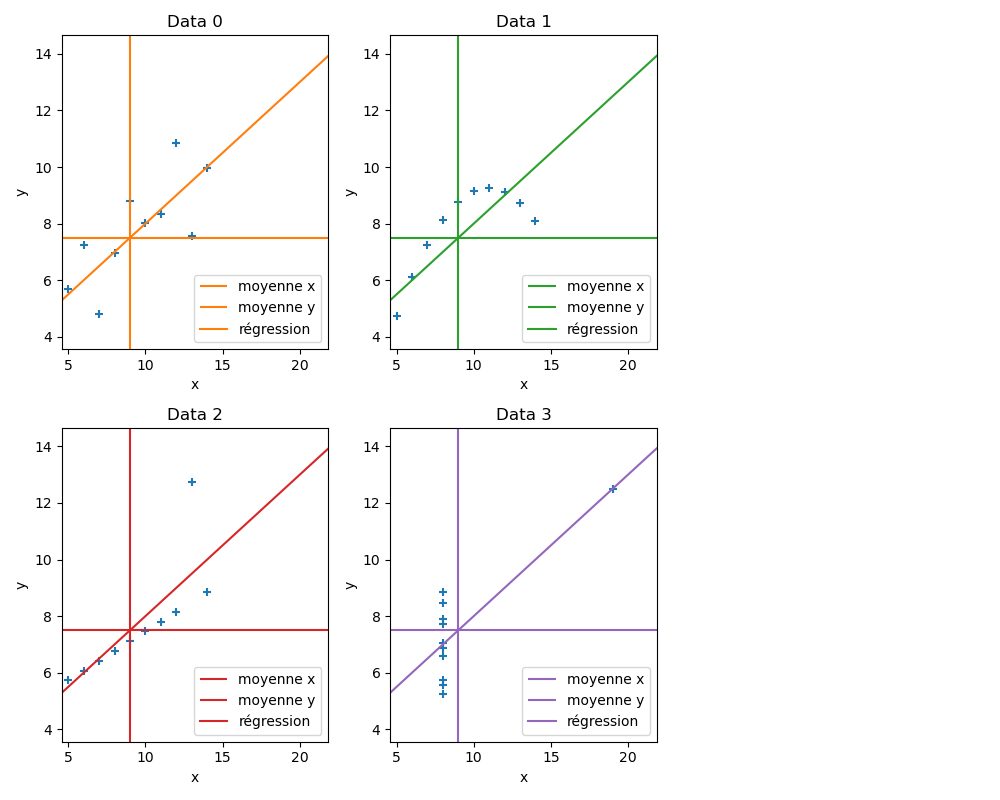 Data 0
14
12
10
8
6
4
y
5 10 15 20
x
moyenne x
moyenne y
régression
Data 1
14
12
10
8
6
4
y
5 10 15 20
x
moyenne x
moyenne y
régression
Data 2
14
12
10
8
6
4
y
5 10 15 20
x
moyenne x
moyenne y
régression
Data 3
14
12
10
8
6
4
y
5 10 15 20
x
moyenne x
moyenne y
régression